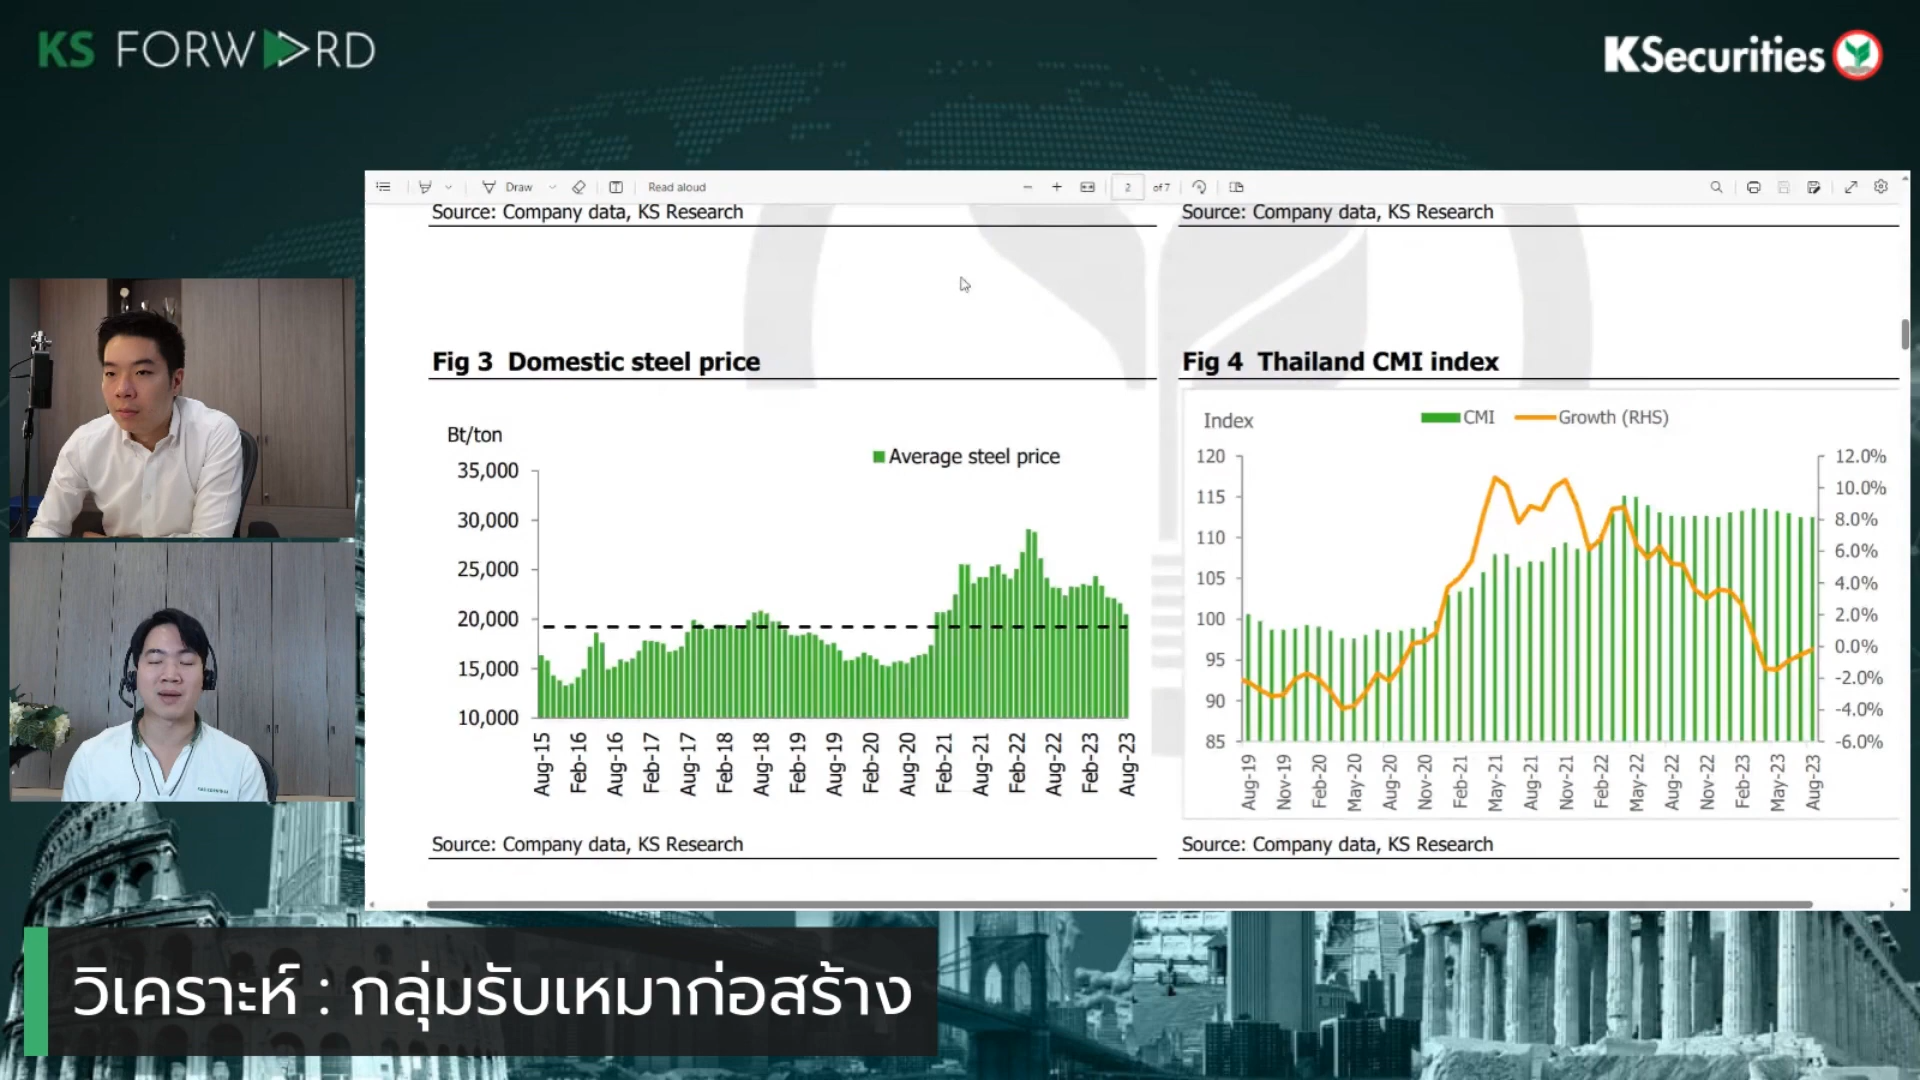 KS FORWARD
KSecurities
Draw
Read aloud
2
of 7
Source: Company data, KS Research
Source: Company data, KS Research
Fig 3 Domestic steel price
Bt/ton
Average steel price
35,000
30,000
25,000
20,000
15,000
10,000
Aug-15
Feb-16
Aug-16
Feb-17
Aug-17
Feb-18
Aug-18
Feb-19
Aug-19
Feb-20
Aug-20
Feb-21
Aug-21
Feb-22
Aug-22
Feb-23
Aug-23
Source: Company data, KS Research
Fig 4 Thailand CMI index
Index
CMI
Growth (RHS)
120
115
110
105
100
95
90
85
12.0%
10.0%
8.0%
6.0%
4.0%
2.0%
0.0%
-2.0%
-4.0%
-6.0%
Aug-19
Nov-19
Feb-20
May-20
Aug-20
Nov-20
Feb-21
May-21
Aug-21
Nov-21
Feb-22
May-22
Aug-22
Nov-22
Feb-23
May-23
Aug-23
Source: Company data, KS Research
วิเคราะห์ : กลุ่มรับเหมาก่อสร้าง